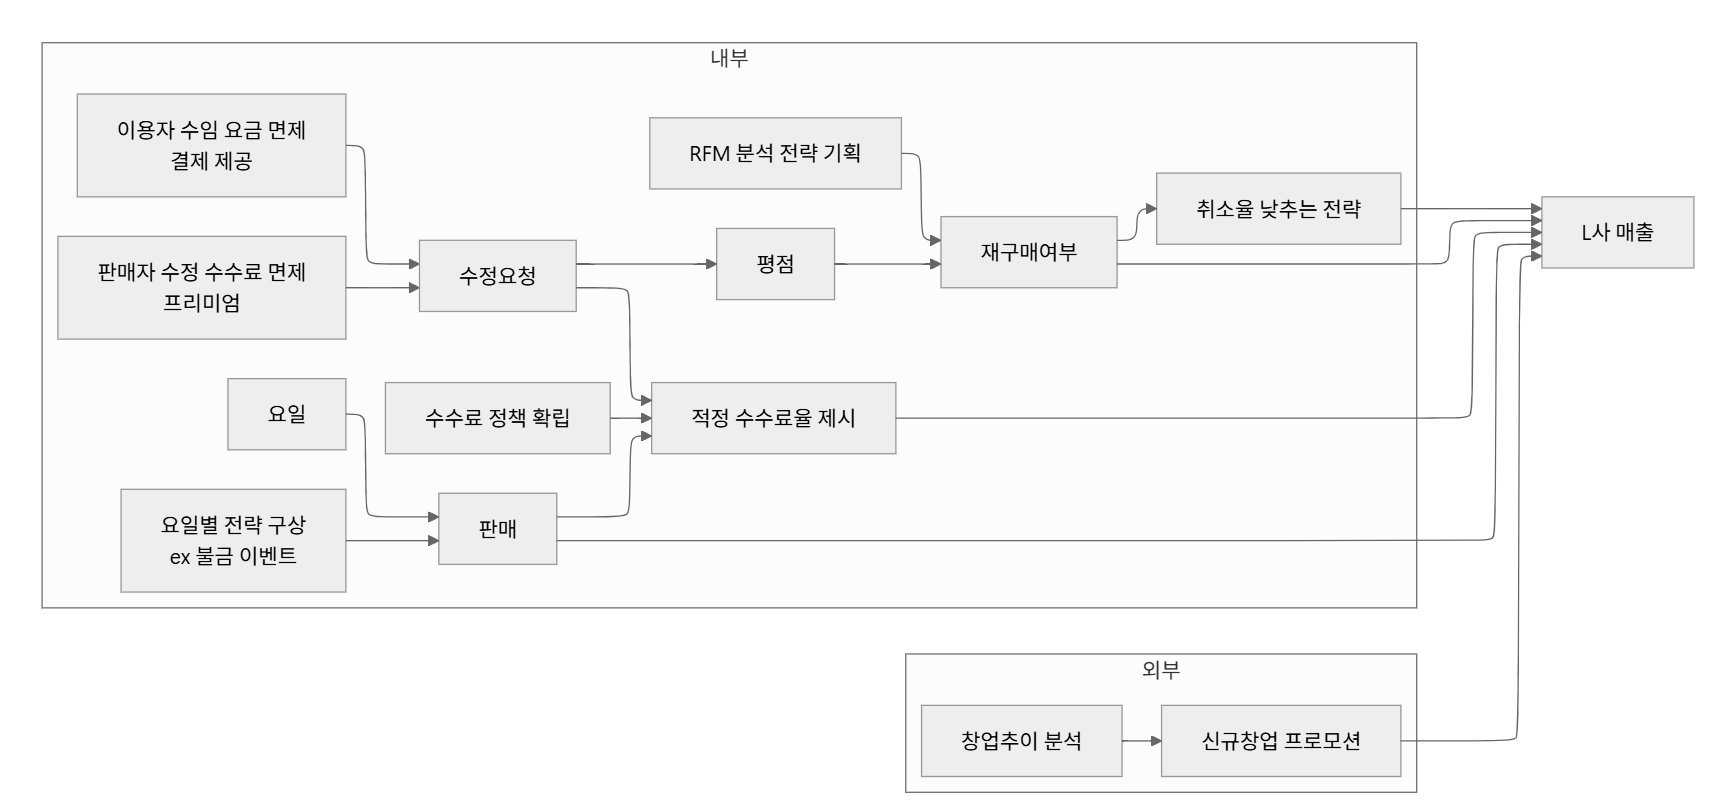 내부
이용자 수임 요금 면제
결제 제공
판매자 수정 수수료 면제
프리미엄
수정요청
RFM 분석 전략 기획
평점
재구매여부
취소율 낮추는 전략
L사 매출
요일
수수료 정책 확립
적정 수수료율 제시
요일별 전략 구상
ex 불금 이벤트
판매
외부
창업추이 분석
신규창업 프로모션